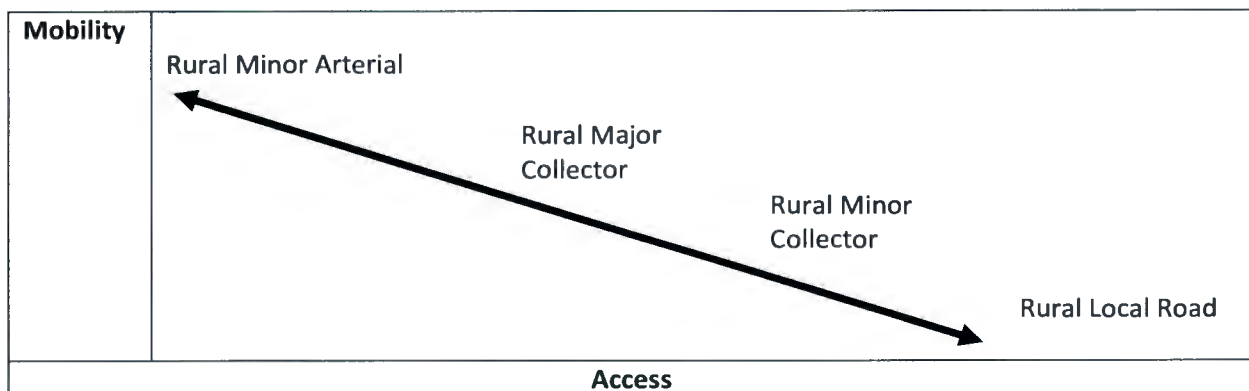 Mobility
Rural Minor Arterial
Rural Major
Collector
Rural Minor
Collector
Rural Local Road
Access